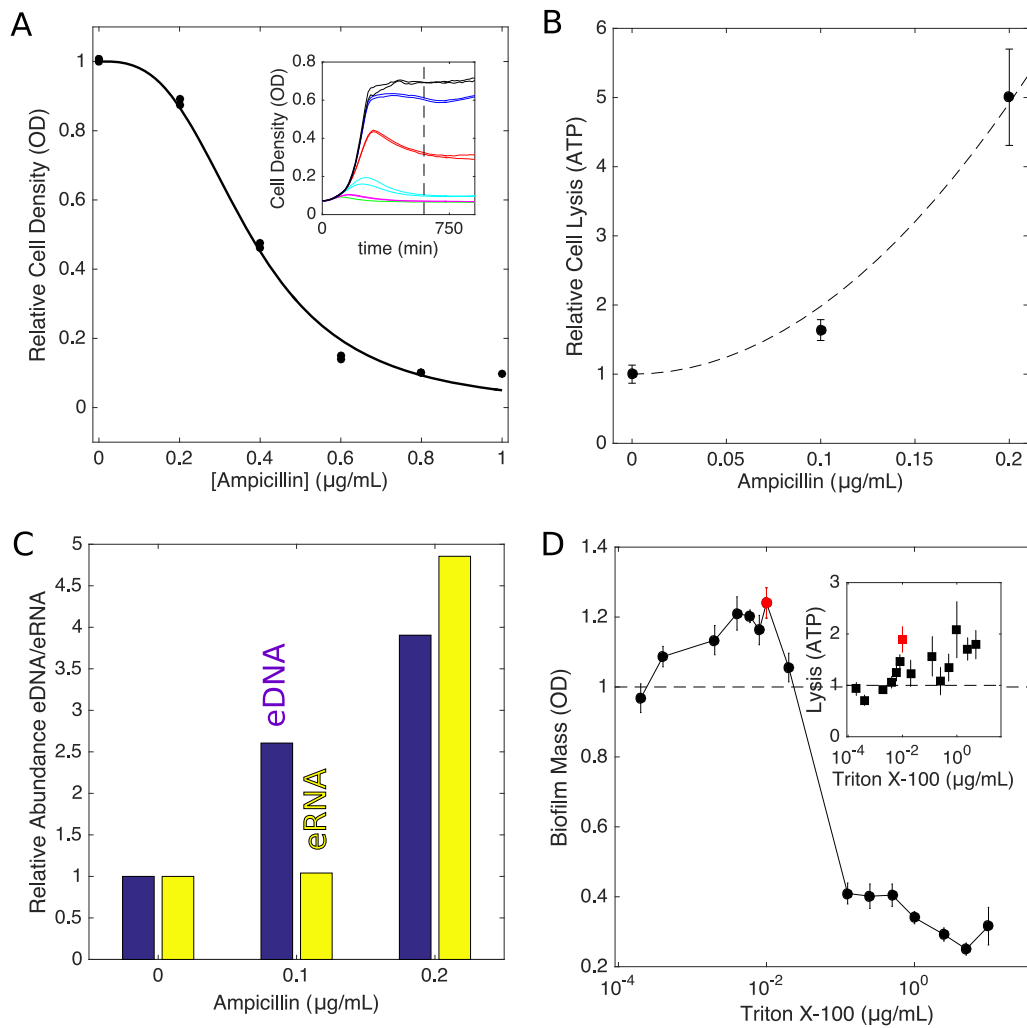 A
Relative Cell Density (OD)
1
0.8
0.6
0.4
0.2
0
0 0.2 0.4 0.6 0.8 1
[Ampicillin] (µg/mL)
Cell Density (OD)
0.8
0.6
0.4
0.2
0
0 750
time (min)
B
Relative Cell Lysis (ATP)
6
5
4
3
2
1
0
0 0.05 0.1 0.15 0.2
Ampicillin (µg/mL)
C
Relative Abundance eDNA/eRNA
5
4.5
4
3.5
3
2.5
2
1.5
1
0.5
0
eDNA
eRNA
0 0.1 0.2
Ampicillin (µg/mL)
D
Biofilm Mass (OD)
1.4
1.2
1
0.8
0.6
0.4
0.2
10⁻⁴ 10⁻² 10⁰
Triton X-100 (µg/mL)
Lysis (ATP)
3
2
1
0
10⁻⁴ 10⁻² 10⁰
Triton X-100 (µg/mL)